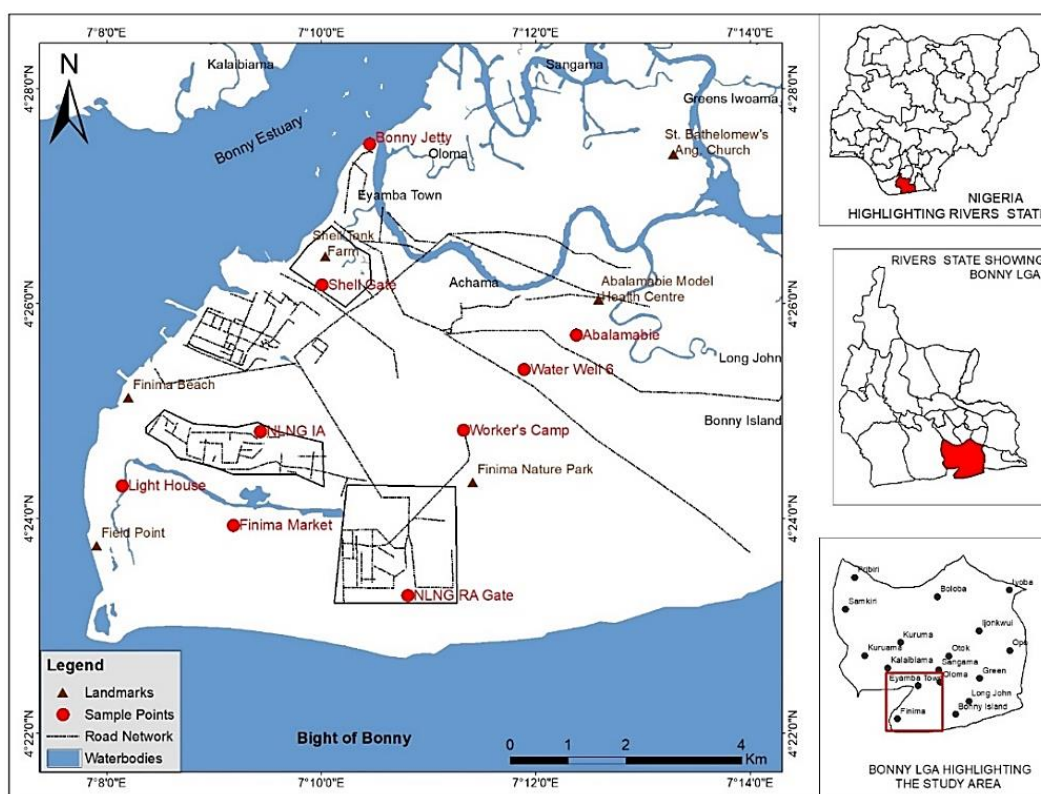 7°8'0"E 7°10'0"E 7°12'0"E 7°14'0"E
N
Kalaibiama
Sangama
4°28'0"N
4°28'0"N
Greens Iwoama
Bonny Estuary
Bonny Jetty
St. Bathelomew's
Ang. Church
Oloma
Eyamba Town
Shell Tank
Farm
Shell Gate
Achama
Abalamabie Model
Health Centre
4°26'0"N
4°26'0"N
Abalamabie
Long John
Water Well 6
Finima Beach
Bonny Island
NLNG IA
Worker's Camp
Finima Nature Park
Light House
4°24'0"N
4°24'0"N
Finima Market
Field Point
NLNG RA Gate
Legend
Landmarks
Sample Points
Road Network
Waterbodies
Bight of Bonny
0 1 2 4
Km
4°22'0"N
4°22'0"N
7°8'0"E 7°10'0"E 7°12'0"E 7°14'0"E
NIGERIA
HIGHLIGHTING RIVERS STATE
RIVERS STATE SHOWING
BONNY LGA
Iyoba
Samkiri
Boloba
Ijonkwui
Kuruma
Opu
Kuruama
Otok
Kalaibiama
Sangama
Oloma
Green
Eyamba Town
Long John
Bonny Island
Finima
BONNY LGA HIGHLIGHTING
THE STUDY AREA